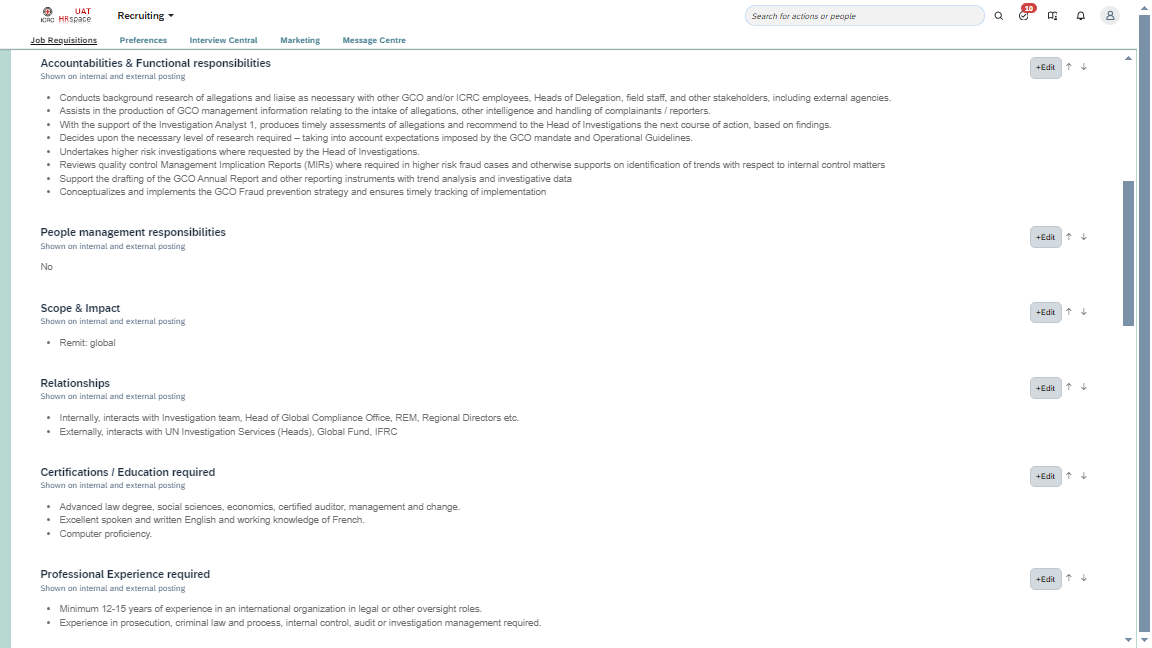 UAT
ICRC HRspace
Recruiting
Search for actions or people
10
Job Requisitions
Preferences
Interview Central
Marketing
Message Centre
Accountabilities & Functional responsibilities
Shown on internal and external posting
+Edit
• Conducts background research of allegations and liaise as necessary with other GCO and/or ICRC employees, Heads of Delegation, field staff, and other stakeholders, including external agencies.
• Assists in the production of GCO management information relating to the intake of allegations, other intelligence and handling of complainants / reporters.
• With the support of the Investigation Analyst 1, produces timely assessments of allegations and recommend to the Head of Investigations the next course of action, based on findings.
• Decides upon the necessary level of research required – taking into account expectations imposed by the GCO mandate and Operational Guidelines.
• Undertakes higher risk investigations where requested by the Head of Investigations.
• Reviews quality control Management Implication Reports (MIRs) where required in higher risk fraud cases and otherwise supports on identification of trends with respect to internal control matters
• Support the drafting of the GCO Annual Report and other reporting instruments with trend analysis and investigative data
• Conceptualizes and implements the GCO Fraud prevention strategy and ensures timely tracking of implementation
People management responsibilities
Shown on internal and external posting
+Edit
No
Scope & Impact
Shown on internal and external posting
+Edit
• Remit: global
Relationships
Shown on internal and external posting
+Edit
• Internally, interacts with Investigation team, Head of Global Compliance Office, REM, Regional Directors etc.
• Externally, interacts with UN Investigation Services (Heads), Global Fund, IFRC
Certifications / Education required
Shown on internal and external posting
+Edit
• Advanced law degree, social sciences, economics, certified auditor, management and change.
• Excellent spoken and written English and working knowledge of French.
• Computer proficiency.
Professional Experience required
Shown on internal and external posting
+Edit
• Minimum 12-15 years of experience in an international organization in legal or other oversight roles.
• Experience in prosecution, criminal law and process, internal control, audit or investigation management required.